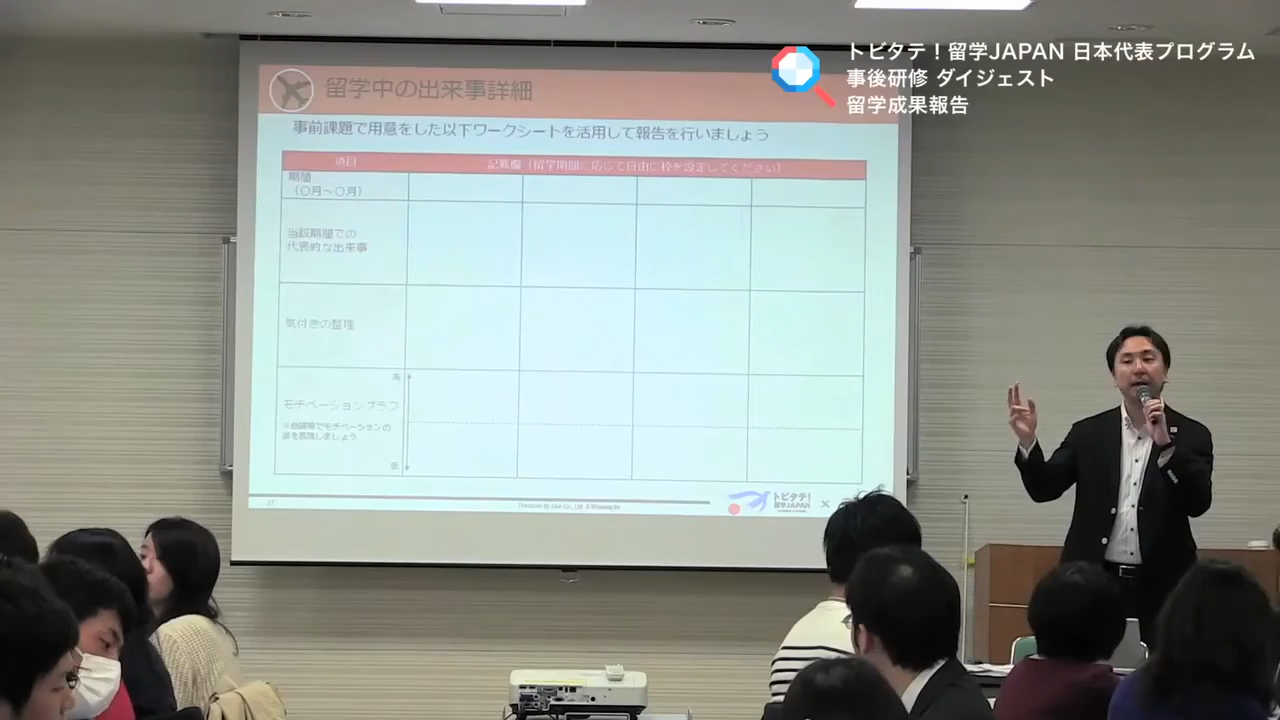 トビタテ！留学JAPAN 日本代表プログラム
事後研修 ダイジェスト
留学成果報告
留学中の出来事詳細
事前課題で用意をした以下ワークシートを活用して報告を行いましょう
項目
記載欄（留学期間に応じて自由に枠を設定してください）
期間
（○月～○月）
当該期間での
代表的な出来事
気付きの整理
高
モチベーショングラフ
低
トビタテ！
留学JAPAN
×